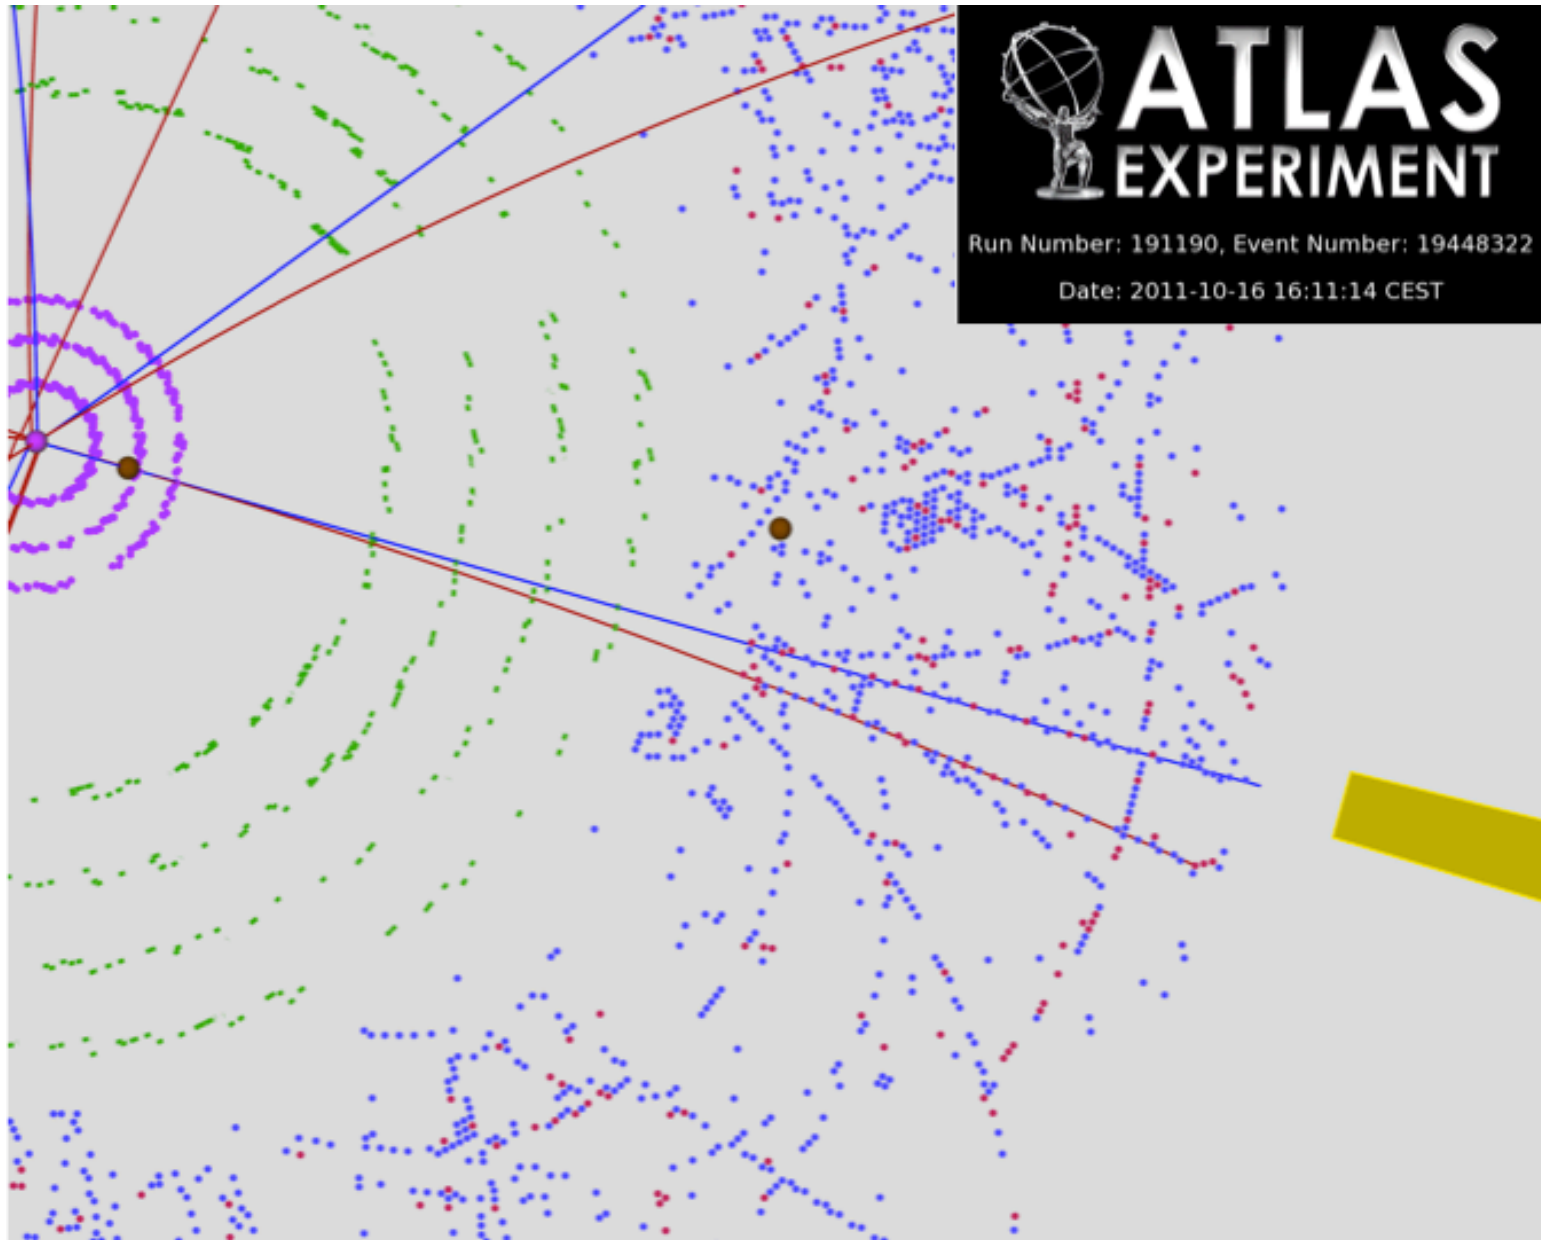 ATLAS
EXPERIMENT
Run Number: 191190, Event Number: 19448322
Date: 2011-10-16 16:11:14 CEST